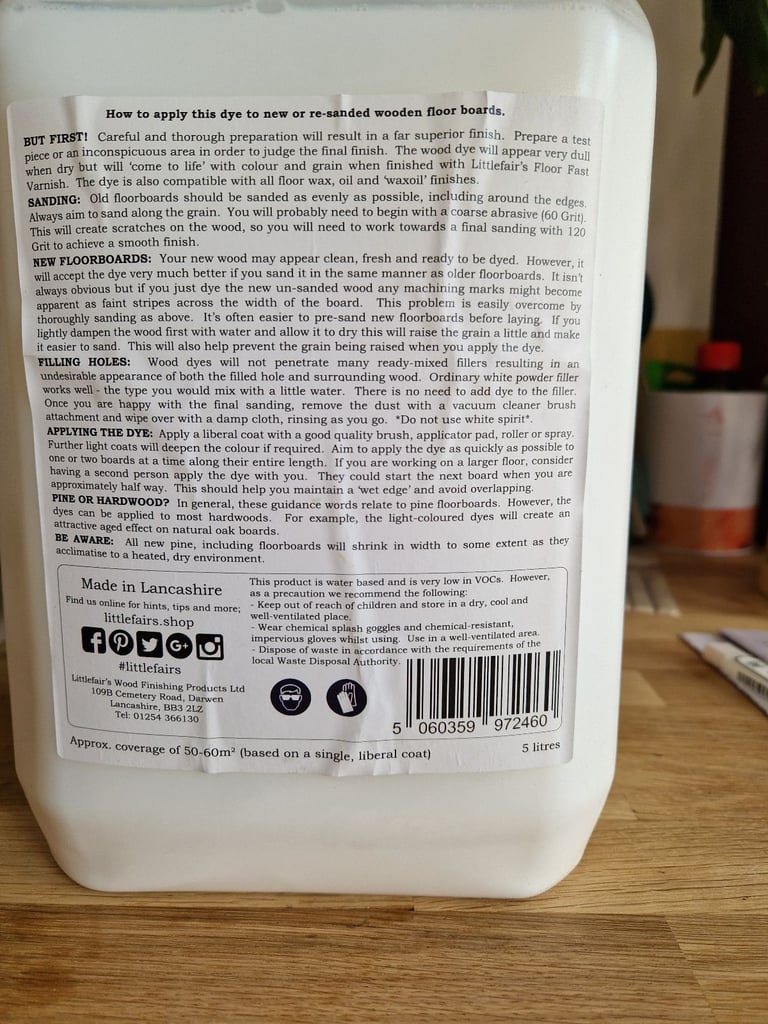 How to apply this dye to new or re-sanded wooden floor boards.
BUT FIRST! Careful and thorough preparation will result in a far superior finish. Prepare a test
piece or an inconspicuous area in order to judge the final finish. The wood dye will appear very dull
when dry but will 'come to life' with colour and grain when finished with Littlefair's Floor Fast
Varnish. The dye is also compatible with all floor wax, oil and 'waxoil' finishes.
SANDING: Old floorboards should be sanded as evenly as possible, including around the edges.
Always aim to sand along the grain. You will probably need to begin with a coarse abrasive (60 Grit).
This will create scratches on the wood, so you will need to work towards a final sanding with 120
Grit to achieve a smooth finish.
NEW FLOORBOARDS: Your new wood may appear clean, fresh and ready to be dyed. However, it
will accept the dye very much better if you sand it in the same manner as older floorboards. It isn't
always obvious but if you just dye the new un-sanded wood any machining marks might become
apparent as faint stripes across the width of the board. This problem is easily overcome by
thoroughly sanding as above. It's often easier to pre-sand new floorboards before laying. If you
lightly dampen the wood first with water and allow it to dry this will raise the grain a little and make
it easier to sand. This will also help prevent the grain being raised when you apply the dye.
FILLING HOLES: Wood dyes will not penetrate many ready-mixed fillers resulting in an
undesirable appearance of both the filled hole and surrounding wood. Ordinary white powder filler
works well - the type you would mix with a little water. There is no need to add dye to the filler.
Once you are happy with the final sanding, remove the dust with a vacuum cleaner brush
attachment and wipe over with a damp cloth, rinsing as you go. *Do not use white spirit*.
APPLYING THE DYE: Apply a liberal coat with a good quality brush, applicator pad, roller or spray.
Further light coats will deepen the colour if required. Aim to apply the dye as quickly as possible to
one or two boards at a time along their entire length. If you are working on a larger floor, consider
having a second person apply the dye with you. They could start the next board when you are
approximately half way. This should help you maintain a 'wet edge' and avoid overlapping.
PINE OR HARDWOOD? In general, these guidance words relate to pine floorboards. However, the
dyes can be applied to most hardwoods. For example, the light-coloured dyes will create an
attractive aged effect on natural oak boards.
BE AWARE: All new pine, including floorboards will shrink in width to some extent as they
acclimatise to a heated, dry environment.
Made in Lancashire
Find us online for hints, tips and more;
littlefairs.shop
#littlefairs
Littlefair's Wood Finishing Products Ltd
109B Cemetery Road, Darwen
Lancashire, BB3 2LZ
Tel: 01254 366130
This product is water based and is very low in VOCs. However,
as a precaution we recommend the following:
- Keep out of reach of children and store in a dry, cool and
well-ventilated place.
- Wear chemical splash goggles and chemical-resistant,
impervious gloves whilst using. Use in a well-ventilated area.
- Dispose of waste in accordance with the requirements of the
local Waste Disposal Authority.
5 060359 972460
Approx. coverage of 50-60m² (based on a single, liberal coat)
5 litres